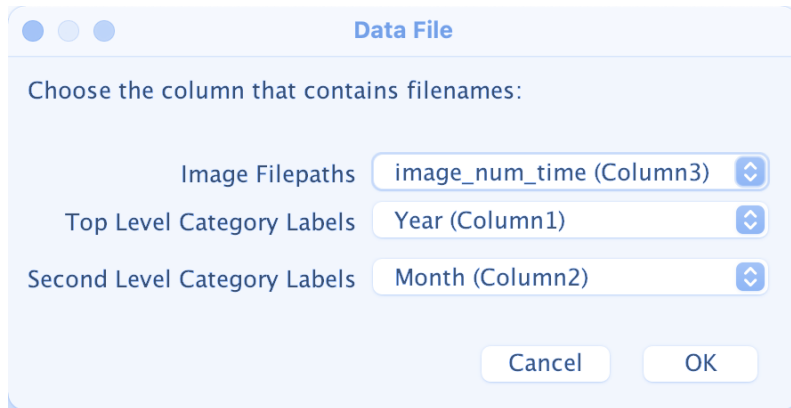 Data File
Choose the column that contains filenames:
Image Filepaths image_num_time (Column3)
Top Level Category Labels Year (Column1)
Second Level Category Labels Month (Column2)
Cancel OK